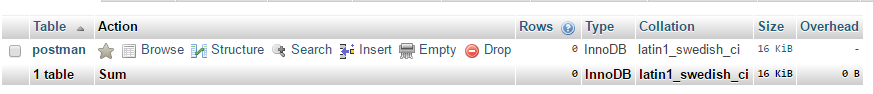 Table Action Rows Type Collation Size Overhead
postman Browse Structure Search Insert Empty Drop 0 InnoDB latin1_swedish_ci 16 KiB -
1 table Sum 0 InnoDB latin1_swedish_ci 16 KiB 0 B